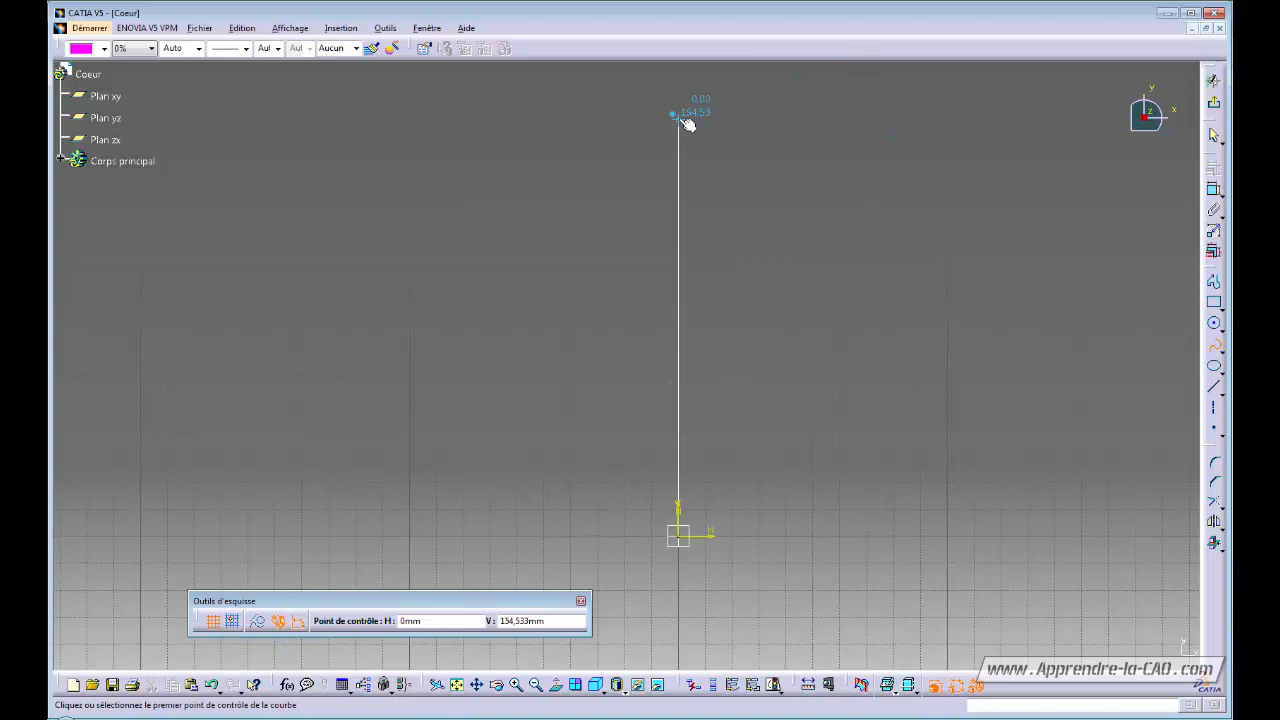 CATIA V5 - [Coeur]
Démarrer ENOVIA V5 VPM Fichier Edition Affichage Insertion Outils Fenêtre Aide
0% Auto Aut Aut Aucun
Coeur
Plan xy
Plan yz
Plan zx
Corps principal
0,00
154,53
y
x
z
V
H
Outils d'esquisse
Point de contrôle : H : 0mm V : 154,533mm
www.Apprendre-la-CAO.com
f(x)
CATIA
Cliquez ou sélectionnez le premier point de contrôle de la courbe